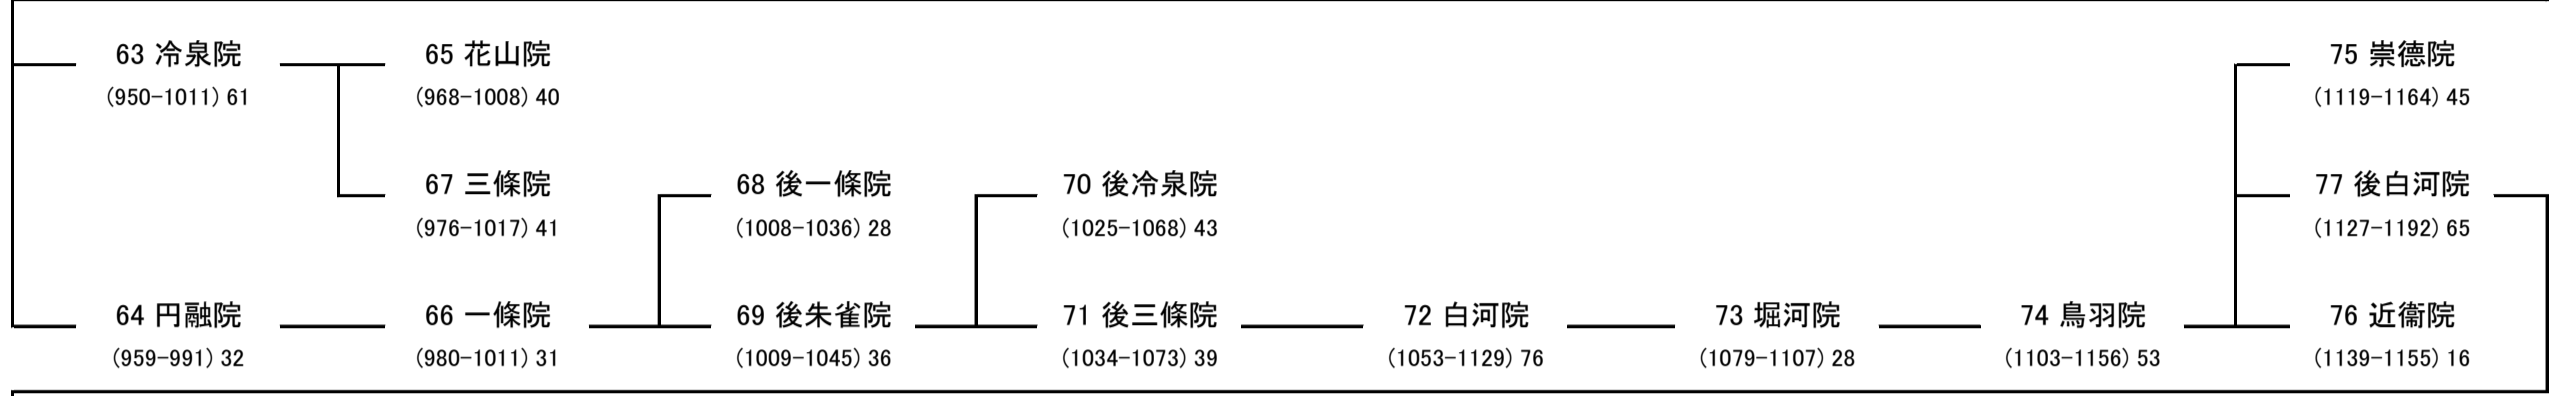 63 冷泉院
(950-1011) 61
65 花山院
(968-1008) 40
75 崇徳院
(1119-1164) 45
67 三條院
(976-1017) 41
68 後一條院
(1008-1036) 28
70 後冷泉院
(1025-1068) 43
77 後白河院
(1127-1192) 65
64 円融院
(959-991) 32
66 一條院
(980-1011) 31
69 後朱雀院
(1009-1045) 36
71 後三條院
(1034-1073) 39
72 白河院
(1053-1129) 76
73 堀河院
(1079-1107) 28
74 鳥羽院
(1103-1156) 53
76 近衞院
(1139-1155) 16